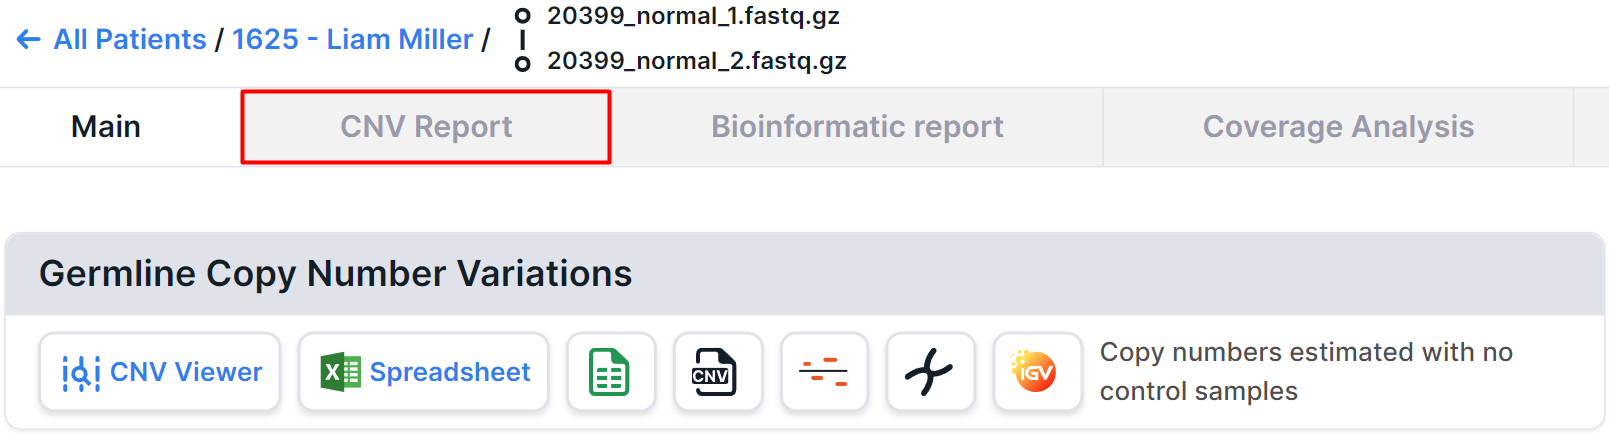 20399_normal_1.fastq.gz
← All Patients / 1625 - Liam Miller /
20399_normal_2.fastq.gz
Main
CNV Report
Bioinformatic report
Coverage Analysis
Germline Copy Number Variations
CNV Viewer
X Spreadsheet
CNV
iGV
Copy numbers estimated with no
control samples